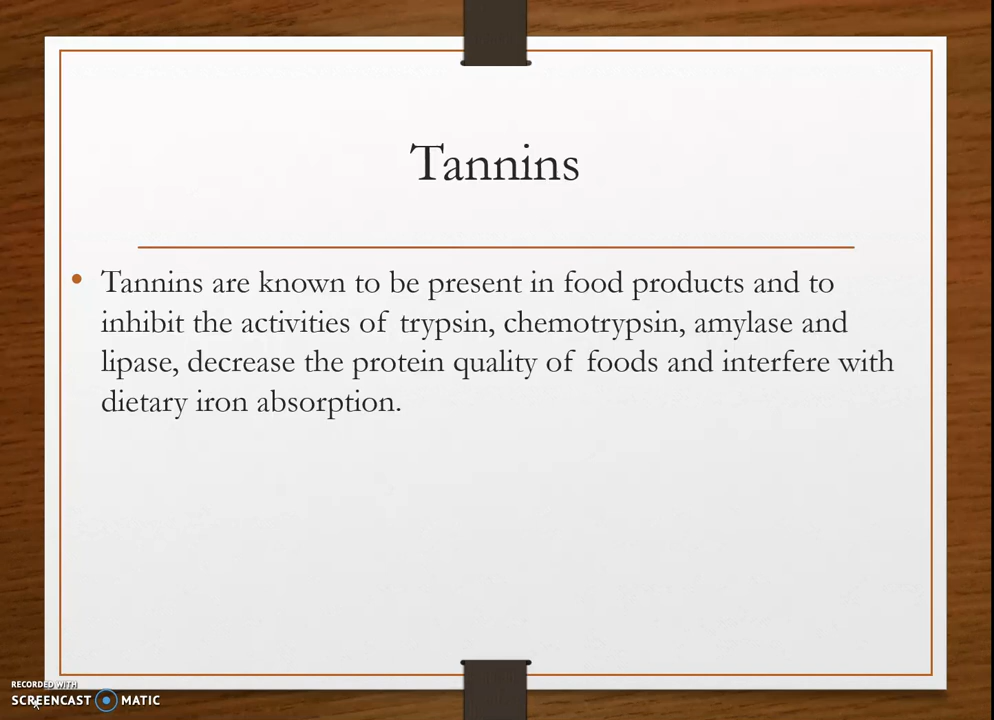 Tannins
• Tannins are known to be present in food products and to
inhibit the activities of trypsin, chemotrypsin, amylase and
lipase, decrease the protein quality of foods and interfere with
dietary iron absorption.
RECORDED WITH
SCREENCAST MATIC